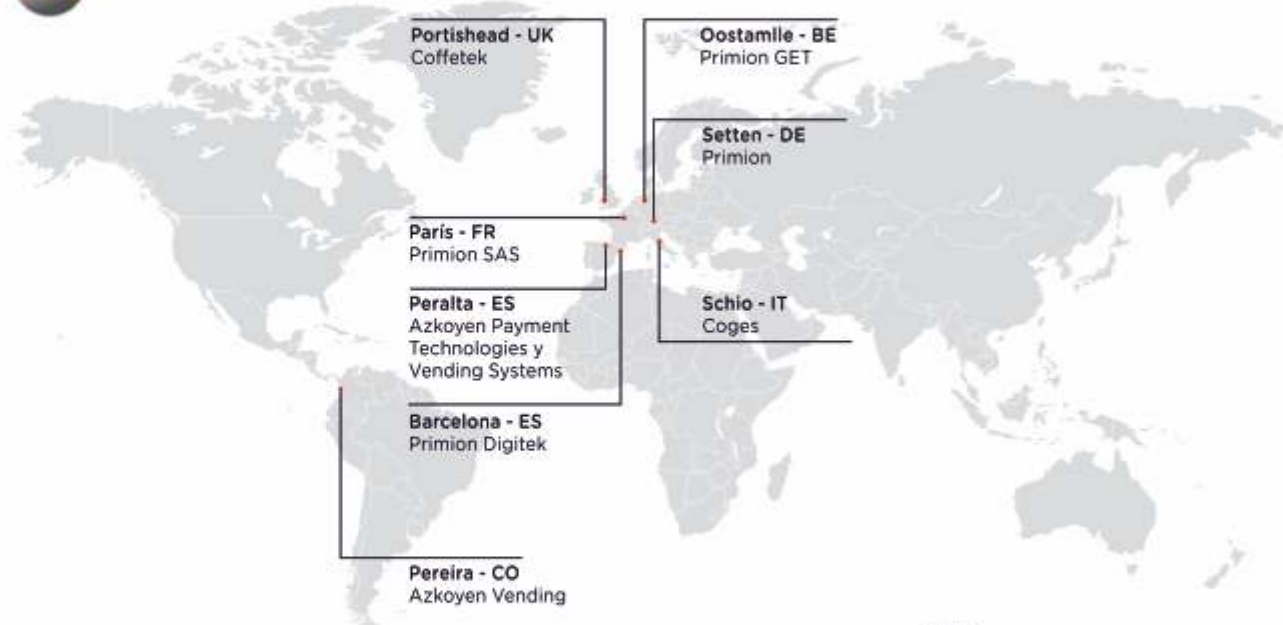 Portishead - UK
Coffetek
Oostamlle - BE
Primion GET
Setten - DE
Primion
París - FR
Primion SAS
Peralta - ES
Azkoyen Payment
Technologies y
Vending Systems
Schio - IT
Coges
Barcelona - ES
Primion Digitek
Pereira - CO
Azkoyen Vending